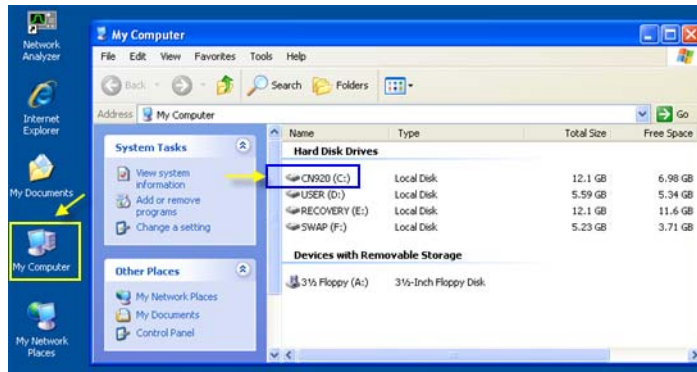 Network
Analyzer
Internet
Explorer
My Documents
My Computer
My Network
Places
My Computer
File Edit View Favorites Tools Help
Back Search Folders
Address My Computer Go
System Tasks
View system
information
Add or remove
programs
Change a setting
Other Places
My Network Places
My Documents
Control Panel
Name Type Total Size Free Space
Hard Disk Drives
CN920 (C:) Local Disk 12.1 GB 6.98 GB
USER (D:) Local Disk 5.59 GB 5.34 GB
RECOVERY (E:) Local Disk 12.1 GB 11.6 GB
SWAP (F:) Local Disk 5.23 GB 3.71 GB
Devices with Removable Storage
3½ Floppy (A:) 3½-Inch Floppy Disk